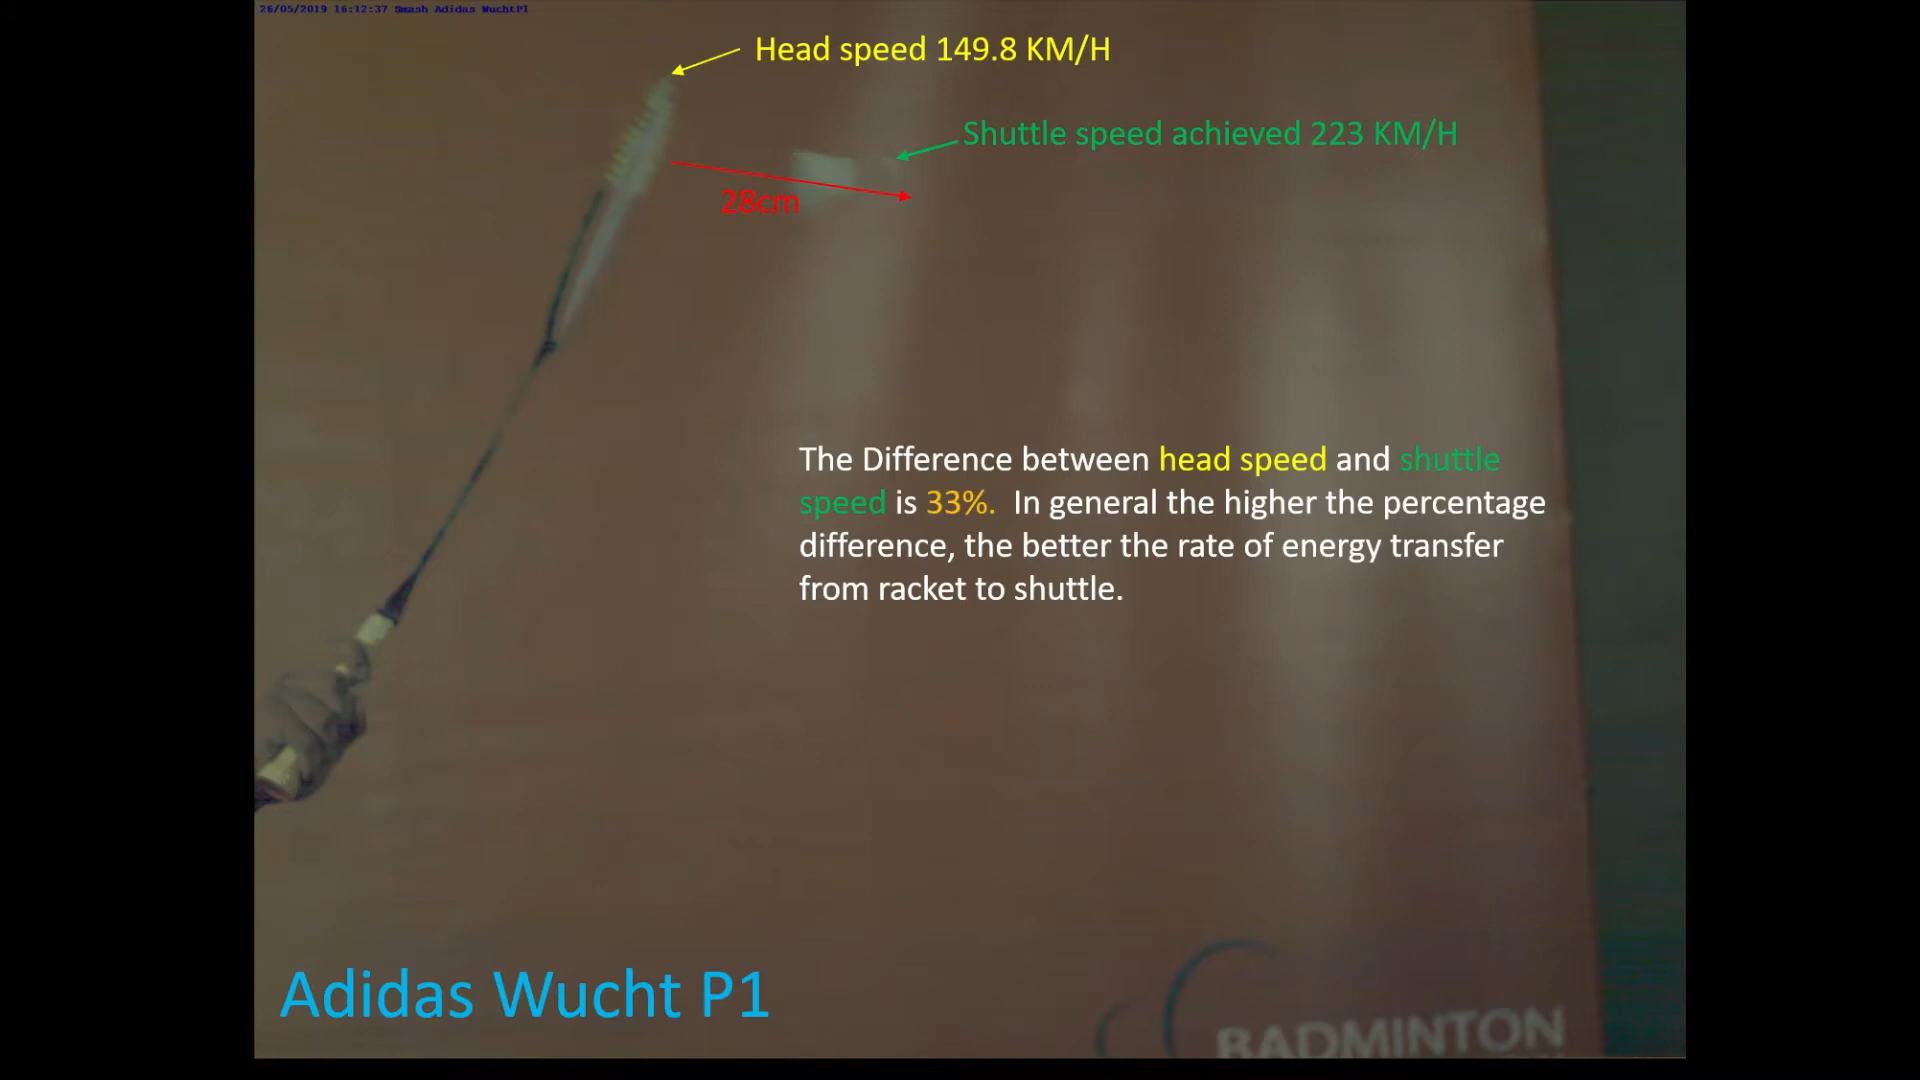 26/05/2019 16:12:37 Smash Adidas WuchtP1
Head speed 149.8 KM/H
Shuttle speed achieved 223 KM/H
28cm
The Difference between head speed and shuttle
speed is 33%. In general the higher the percentage
difference, the better the rate of energy transfer
from racket to shuttle.
Adidas Wucht P1
BADMINTON